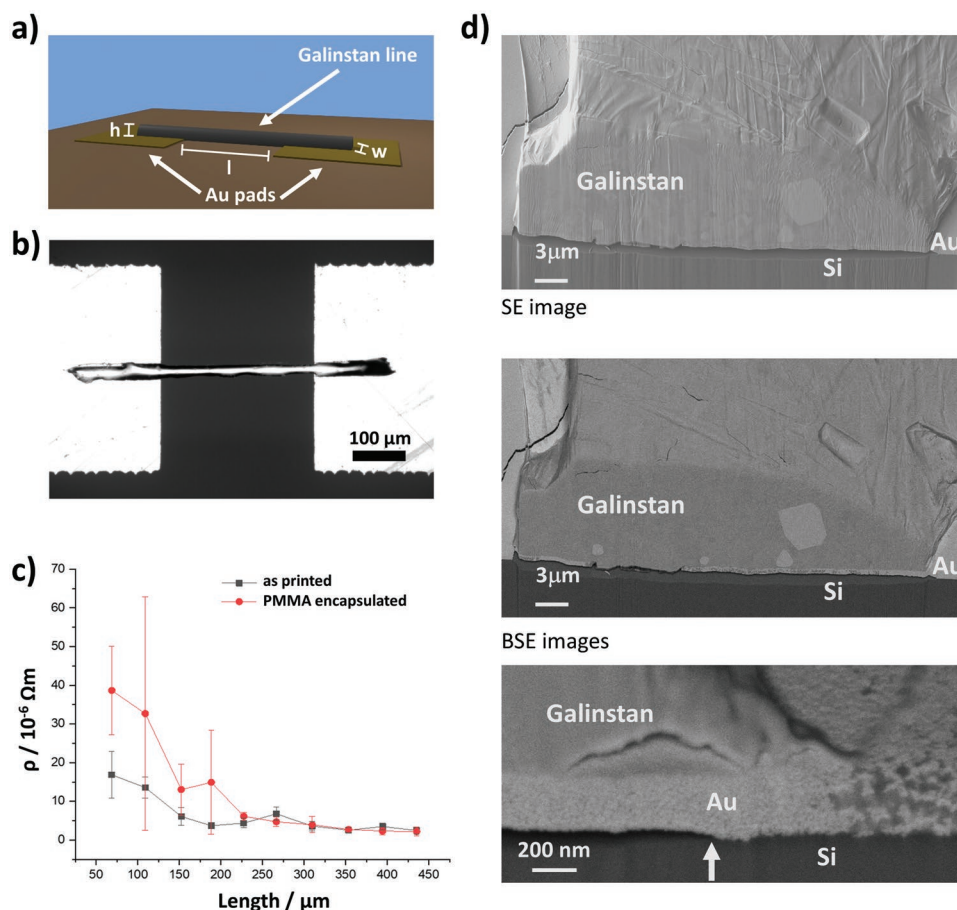 a)
Galinstan line
h
w
l
Au pads
b)
100 μm
c)
70
60
50
40
30
20
10
0
as printed
PMMA encapsulated
ρ / 10⁻⁶ Ωm
50 100 150 200 250 300 350 400 450
Length / μm
d)
Galinstan
Au
3μm
Si
SE image
Galinstan
Au
3μm
Si
BSE images
Galinstan
Au
200 nm
Si